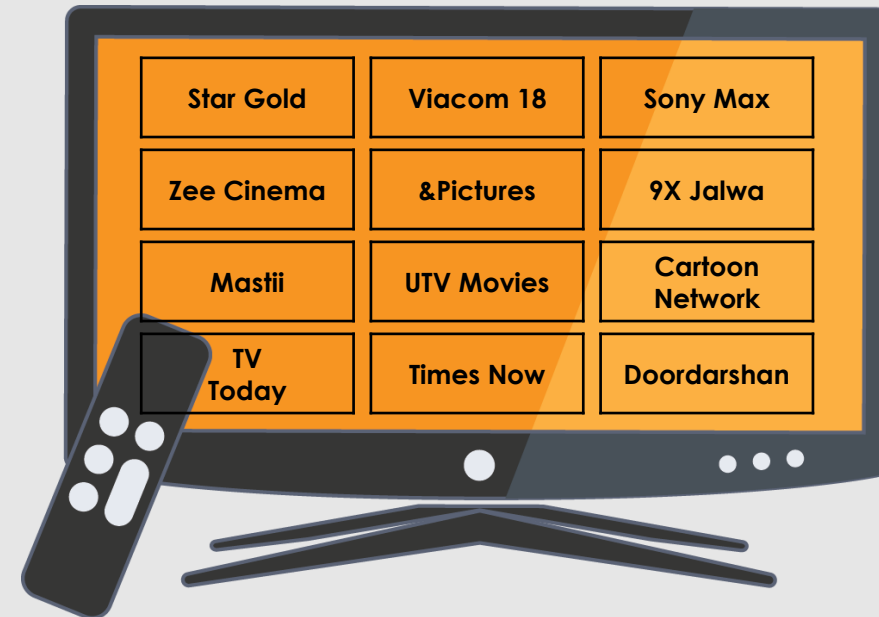 Star Gold
Viacom 18
Sony Max
Zee Cinema
&Pictures
9X Jalwa
Mastii
UTV Movies
Cartoon
Network
TV
Today
Times Now
Doordarshan